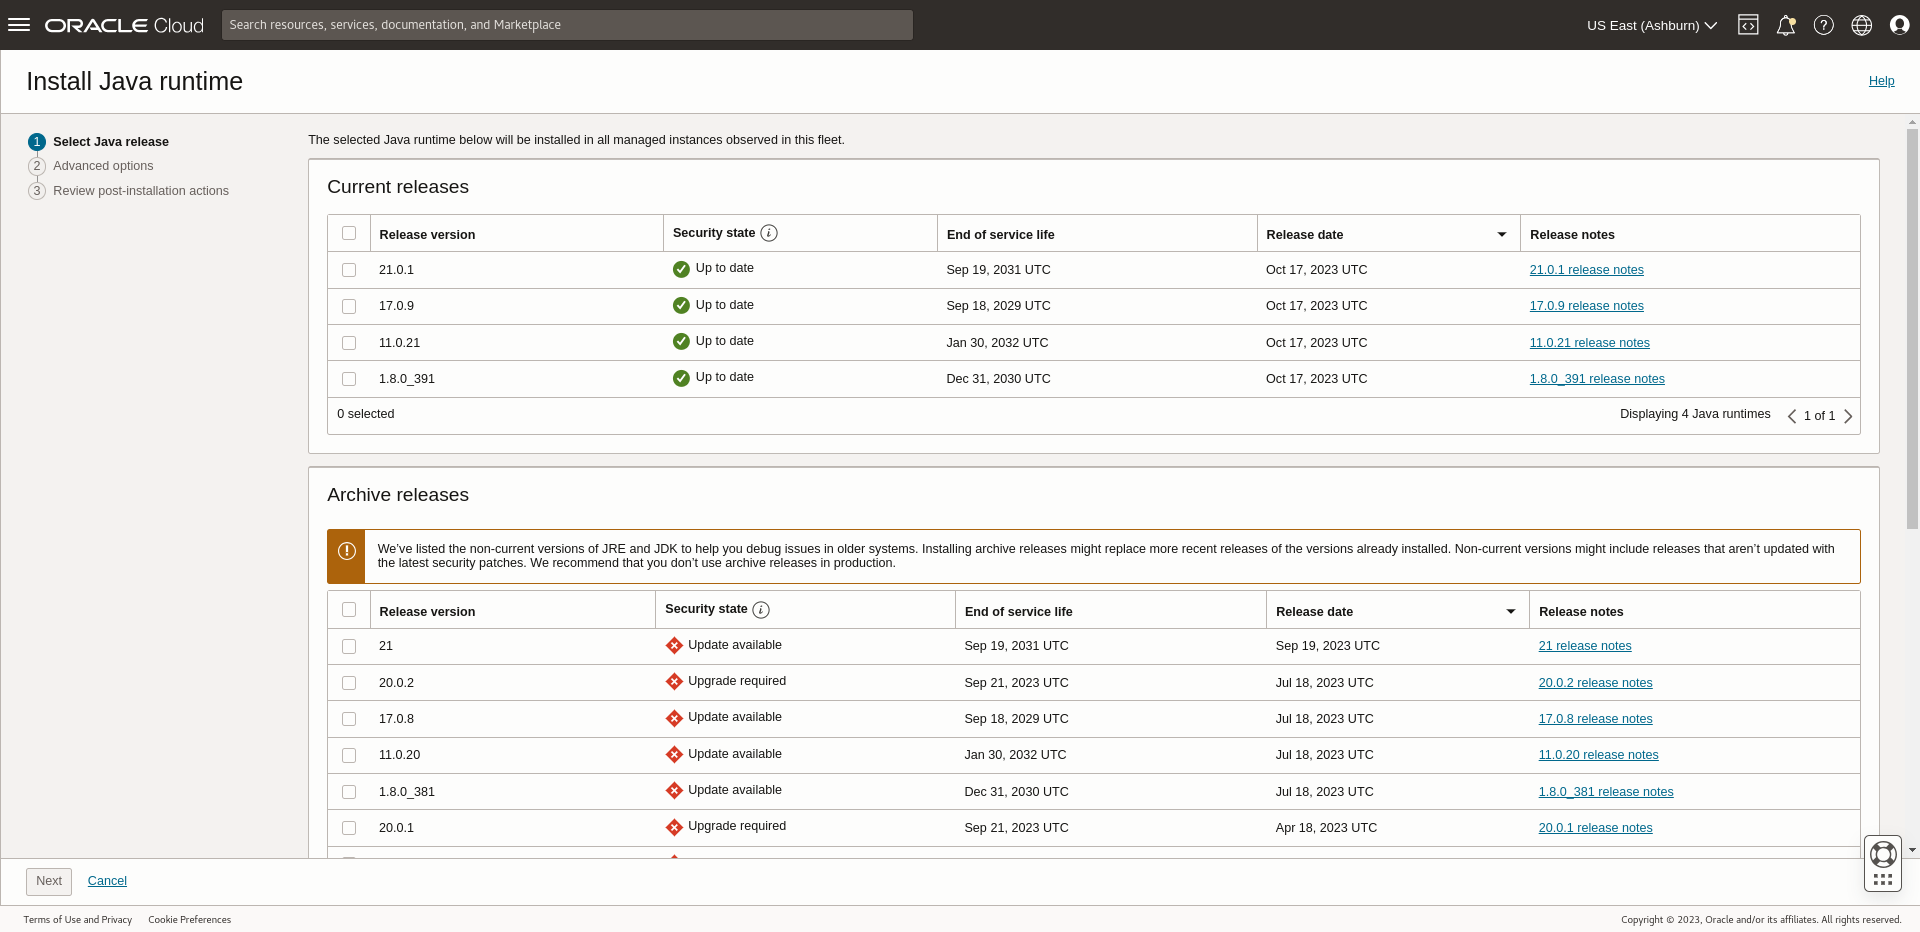 ORACLE Cloud
Search resources, services, documentation, and Marketplace
US East (Ashburn)
Install Java runtime
Help
1 Select Java release
2 Advanced options
3 Review post-installation actions
The selected Java runtime below will be installed in all managed instances observed in this fleet.
Current releases
Release version Security state i End of service life Release date Release notes
21.0.1 Up to date Sep 19, 2031 UTC Oct 17, 2023 UTC 21.0.1 release notes
17.0.9 Up to date Sep 18, 2029 UTC Oct 17, 2023 UTC 17.0.9 release notes
11.0.21 Up to date Jan 30, 2032 UTC Oct 17, 2023 UTC 11.0.21 release notes
1.8.0_391 Up to date Dec 31, 2030 UTC Oct 17, 2023 UTC 1.8.0_391 release notes
0 selected Displaying 4 Java runtimes 1 of 1
Archive releases
We’ve listed the non-current versions of JRE and JDK to help you debug issues in older systems. Installing archive releases might replace more recent releases of the versions already installed. Non-current versions might include releases that aren’t updated with
the latest security patches. We recommend that you don’t use archive releases in production.
Release version Security state i End of service life Release date Release notes
21 Update available Sep 19, 2031 UTC Sep 19, 2023 UTC 21 release notes
20.0.2 Upgrade required Sep 21, 2023 UTC Jul 18, 2023 UTC 20.0.2 release notes
17.0.8 Update available Sep 18, 2029 UTC Jul 18, 2023 UTC 17.0.8 release notes
11.0.20 Update available Jan 30, 2032 UTC Jul 18, 2023 UTC 11.0.20 release notes
1.8.0_381 Update available Dec 31, 2030 UTC Jul 18, 2023 UTC 1.8.0_381 release notes
20.0.1 Upgrade required Sep 21, 2023 UTC Apr 18, 2023 UTC 20.0.1 release notes
Next Cancel
Terms of Use and Privacy Cookie Preferences Copyright © 2023, Oracle and/or its affiliates. All rights reserved.